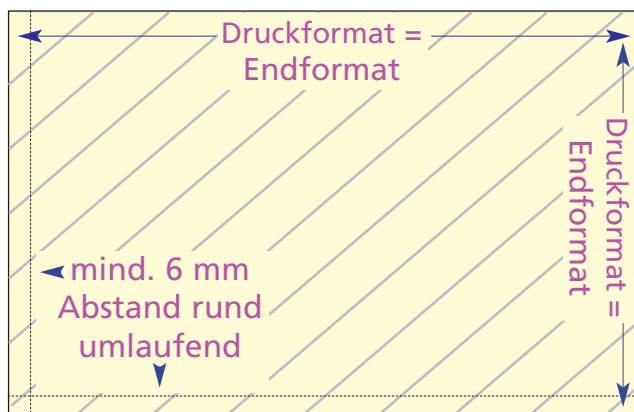 Druckformat =
Endformat
Druckformat =
Endformat
mind. 6 mm
Abstand rund
umlaufend